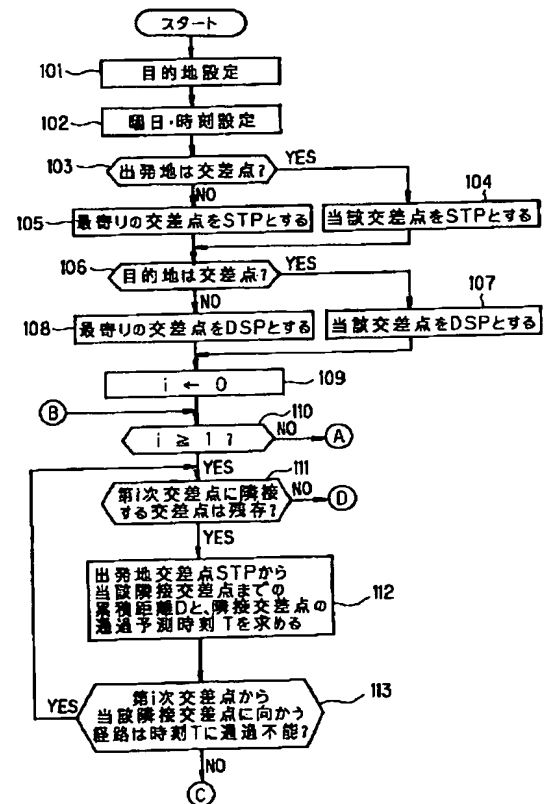 スタート
101
目的地設定
102
曜日・時刻設定
103
出発地は交差点?
YES
NO
104
105
最寄りの交差点をSTPとする
当該交差点をSTPとする
106
目的地は交差点?
YES
NO
107
108
最寄りの交差点をDSPとする
当該交差点をDSPとする
i ← 0
109
B
110
i ≧ 1 ?
NO
A
YES
111
第i次交差点に隣接
する交差点は残存?
NO
D
YES
出発地交差点STPから
当該隣接交差点までの
累積距離Dと、隣接交差点の
通過予測時刻Tを求める
112
113
第i次交差点から
当該隣接交差点に向かう
経路は時刻Tに通過不能?
YES
NO
C